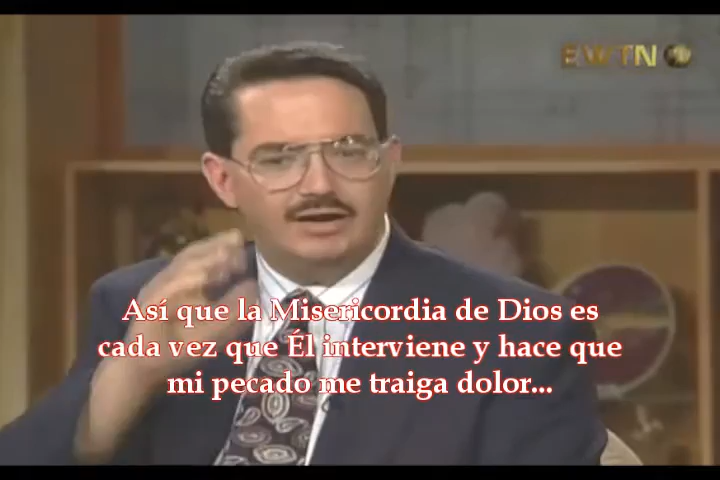 EWTN
Así que la Misericordia de Dios es
cada vez que Él interviene y hace que
mi pecado me traiga dolor...